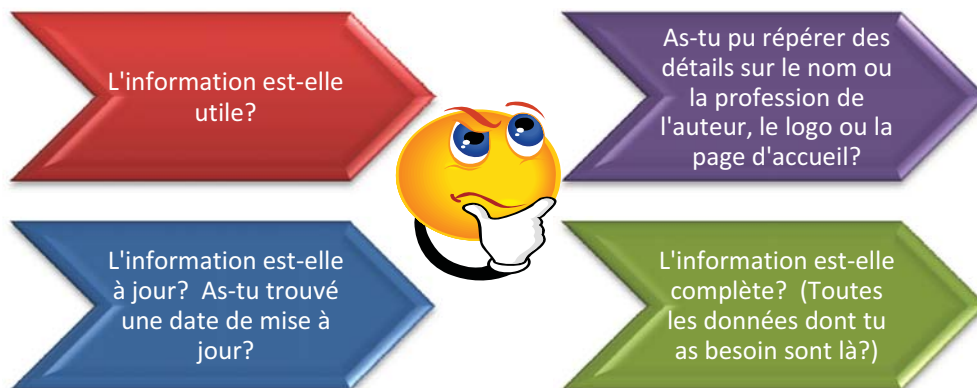 L'information est-elle
utile?
As-tu pu répérer des
détails sur le nom ou
la profession de
l'auteur, le logo ou la
page d'accueil?
L'information est-elle
à jour?  As-tu trouvé
une date de mise à
jour?
L'information est-elle
complète?  (Toutes
les données dont tu
as besoin sont là?)